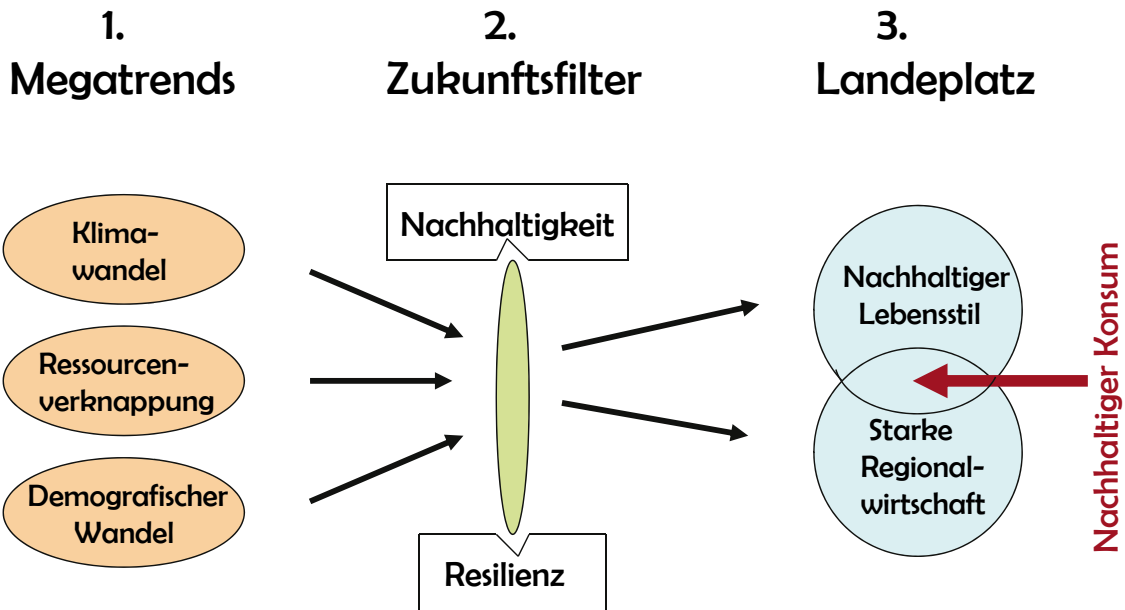 1.
Megatrends
2.
Zukunftsfilter
3.
Landeplatz
Klima-
wandel
Ressourcen-
verknappung
Demografischer
Wandel
Nachhaltigkeit
Resilienz
Nachhaltiger
Lebensstil
Starke
Regional-
wirtschaft
Nachhaltiger Konsum